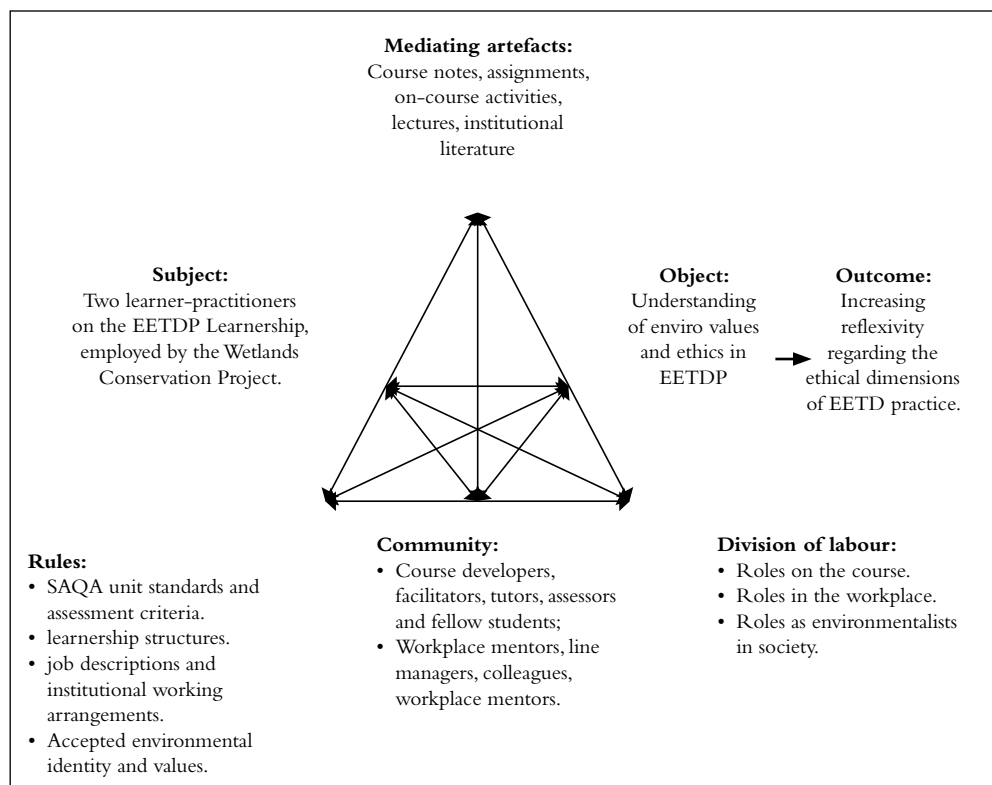 Mediating artefacts:
Course notes, assignments,
on-course activities,
lectures, institutional
literature
Subject:
Two learner-practitioners
on the EETDP Learnership,
employed by the Wetlands
Conservation Project.
Object:
Understanding
of enviro values
and ethics in
EETDP
Outcome:
Increasing
reflexivity
regarding the
ethical dimensions
of EETD practice.
Rules:
• SAQA unit standards and
assessment criteria.
• learnership structures.
• job descriptions and
institutional working
arrangements.
• Accepted environmental
identity and values.
Community:
• Course developers,
facilitators, tutors, assessors
and fellow students;
• Workplace mentors, line
managers, colleagues,
workplace mentors.
Division of labour:
• Roles on the course.
• Roles in the workplace.
• Roles as environmentalists
in society.